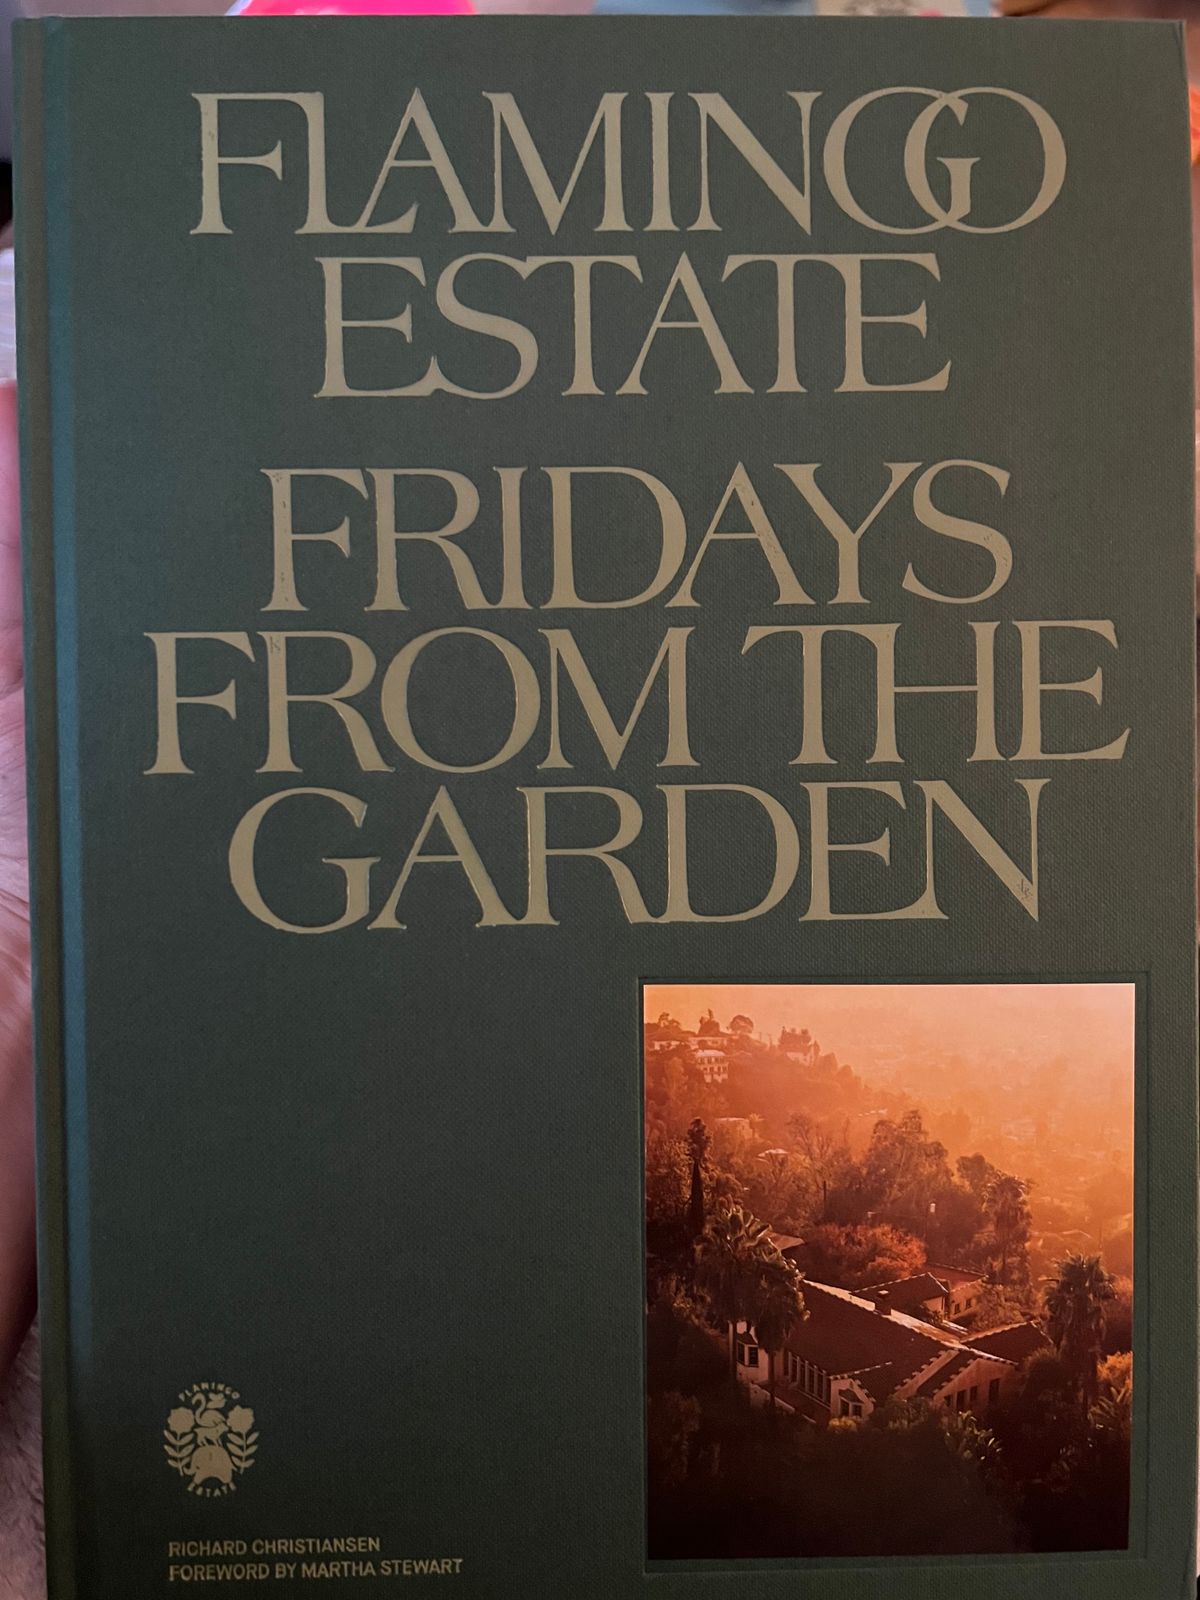 FLAMINGO
ESTATE
FRIDAYS
FROM THE
GARDEN
FLAMINGO
ESTATE
RICHARD CHRISTIANSEN
FOREWORD BY MARTHA STEWART